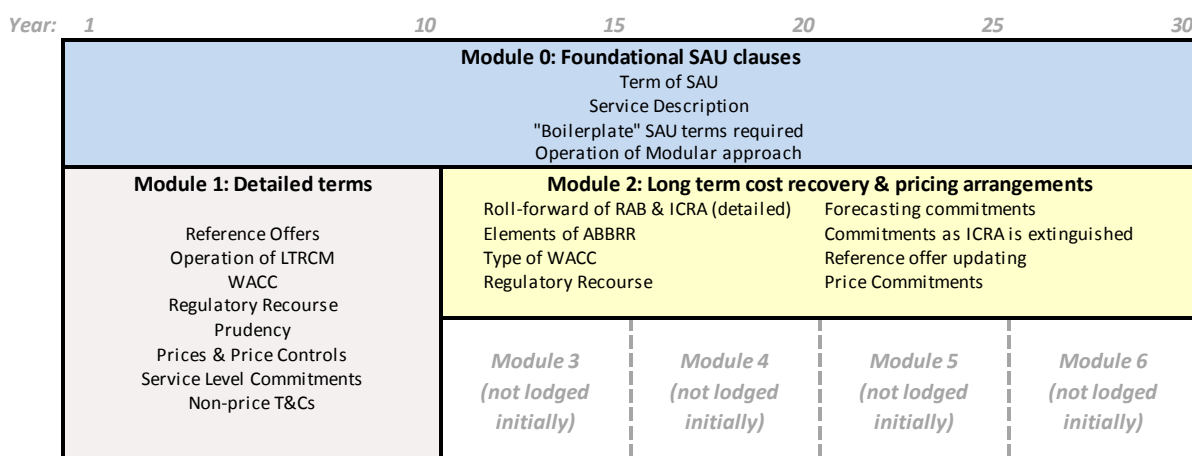 Year: 1 10 15 20 25 30
Module 0: Foundational SAU clauses
Term of SAU
Service Description
"Boilerplate" SAU terms required
Operation of Modular approach
Module 1: Detailed terms
Reference Offers
Operation of LTRCM
WACC
Regulatory Recourse
Prudency
Prices & Price Controls
Service Level Commitments
Non-price T&Cs
Module 2: Long term cost recovery & pricing arrangements
Roll-forward of RAB & ICRA (detailed)
Elements of ABBRR
Type of WACC
Regulatory Recourse
Forecasting commitments
Commitments as ICRA is extinguished
Reference offer updating
Price Commitments
Module 3
(not lodged
initially)
Module 4
(not lodged
initially)
Module 5
(not lodged
initially)
Module 6
(not lodged
initially)